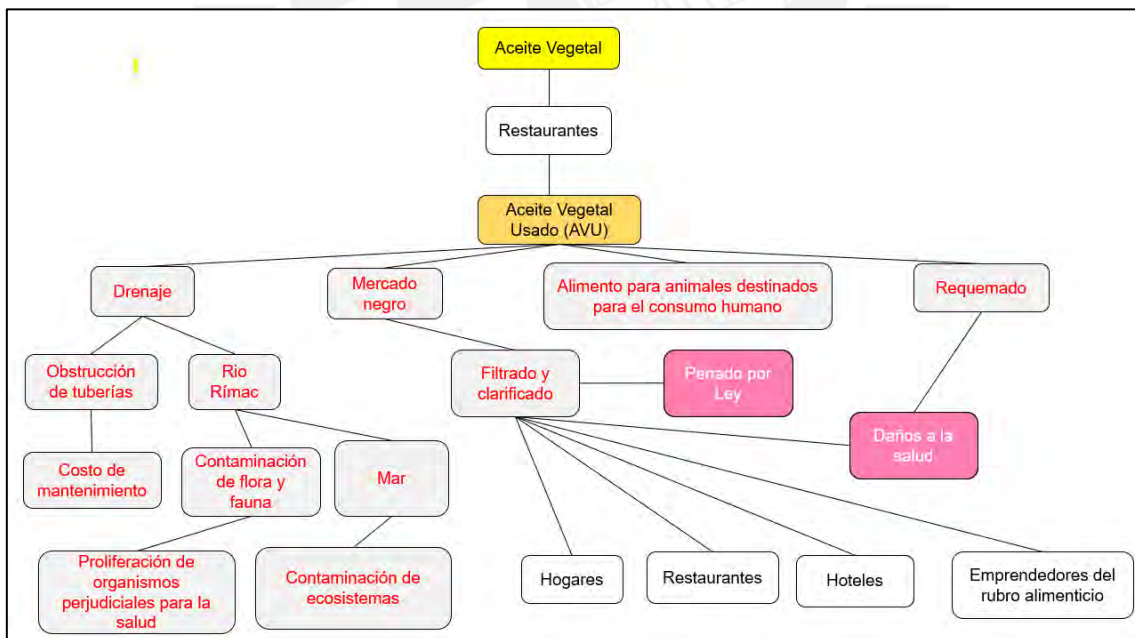 Aceite Vegetal
Restaurantes
Aceite Vegetal
Usado (AVU)
Drenaje
Mercado
negro
Alimento para animales destinados
para el consumo humano
Requemado
Obstrucción
de tuberías
Rio
Rímac
Filtrado y
clarificado
Penado por
Ley
Costo de
mantenimiento
Contaminación
de flora y
fauna
Mar
Daños a la
salud
Proliferación de
organismos
perjudiciales para la
salud
Contaminación de
ecosistemas
Hogares
Restaurantes
Hoteles
Emprendedores del
rubro alimenticio